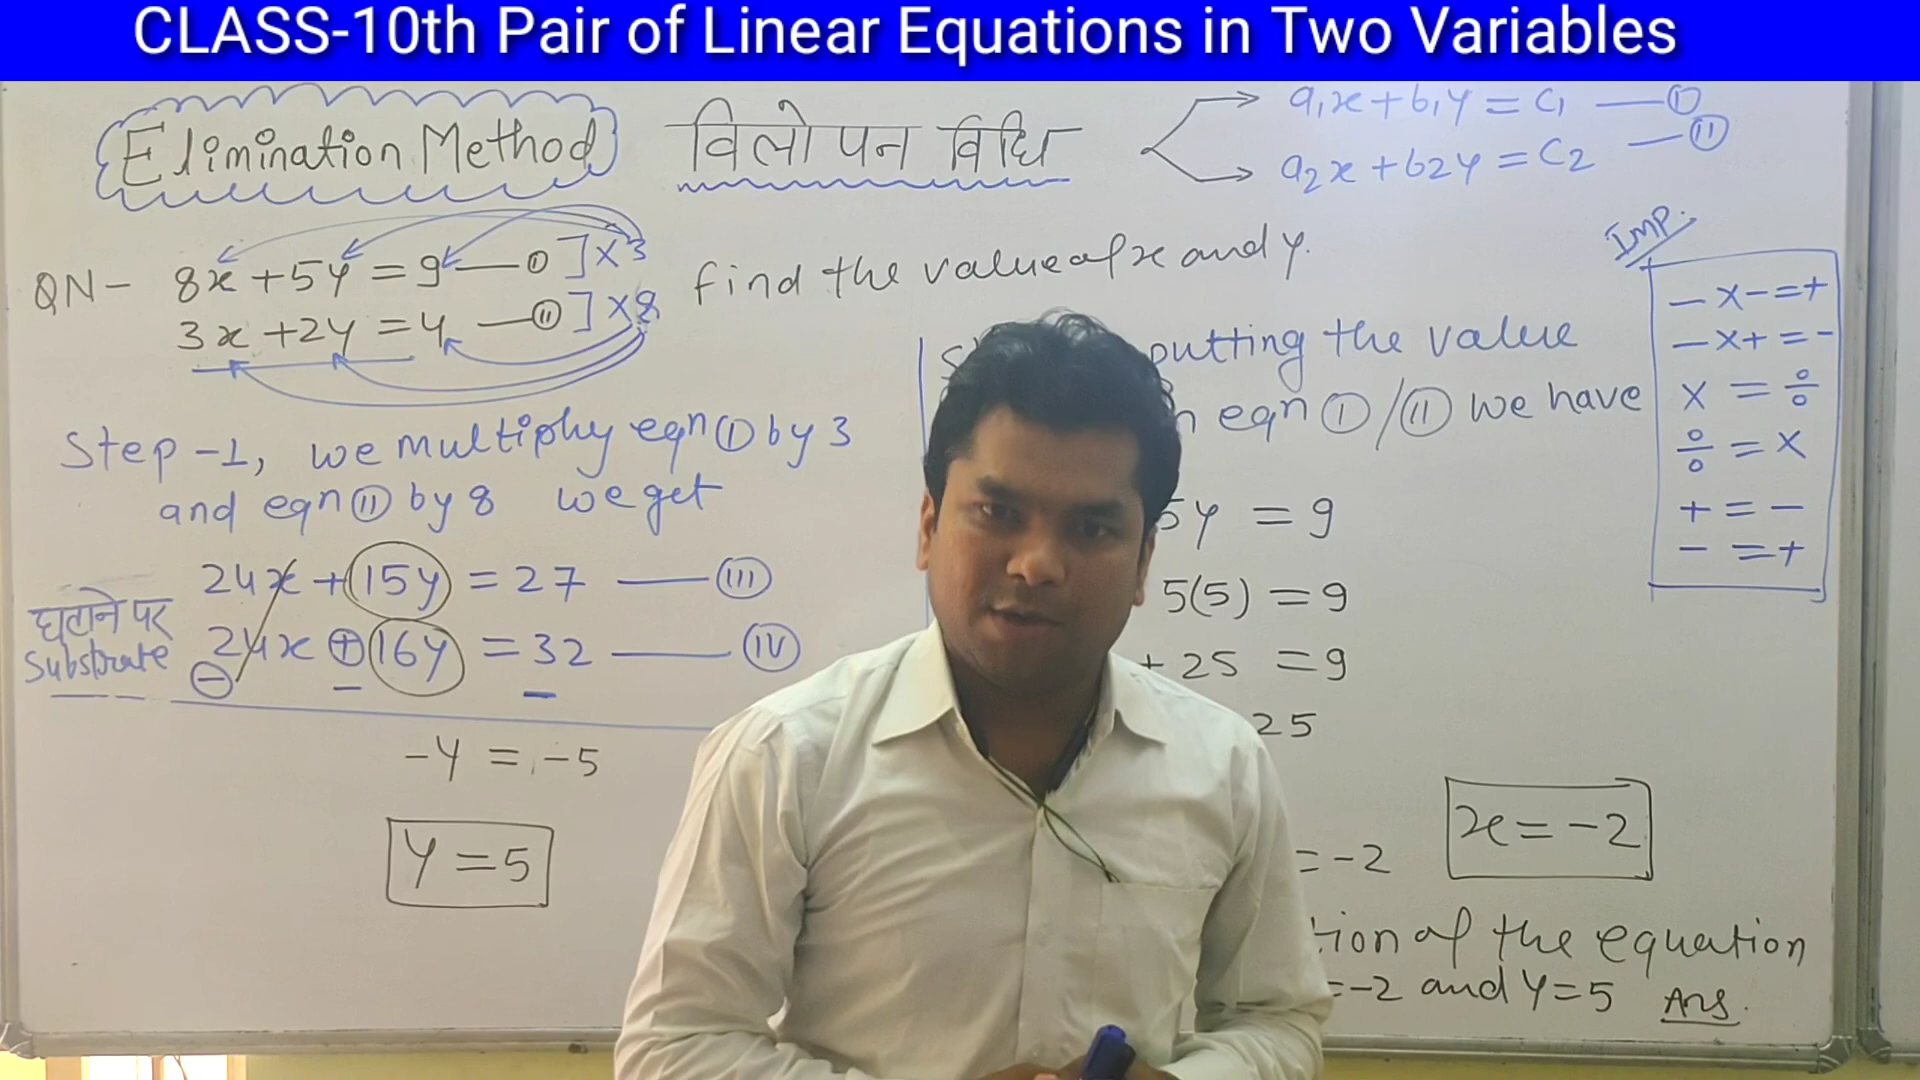 CLASS-10th Pair of Linear Equations in Two Variables
Elimination Method विलोपन विधि
a₁x + b₁y = c₁ — (I)
a₂x + b2y = c₂ — (II)
QN- 8x + 5y = 9 — (I) ] × 3
3x + 2y = 4 — (II) ] × 8
find the value of x and y.
Step -1, we multiply eqn (I) by 3
and eqn (II) by 8 we get
24x + 15y = 27 — (III)
घटाने पर
Substrate
24x + 16y = 32 — (IV)
− − −
-y = -5
y = 5
putting the value
eqn (I) / (II) we have
5y = 9
5(5) = 9
+ 25 = 9
25
= -2
x = -2
tion of the equation
= -2 and y = 5 Ans.
IMP.
− × − = +
− × + = −
× = ÷
÷ = ×
+ = −
− = +